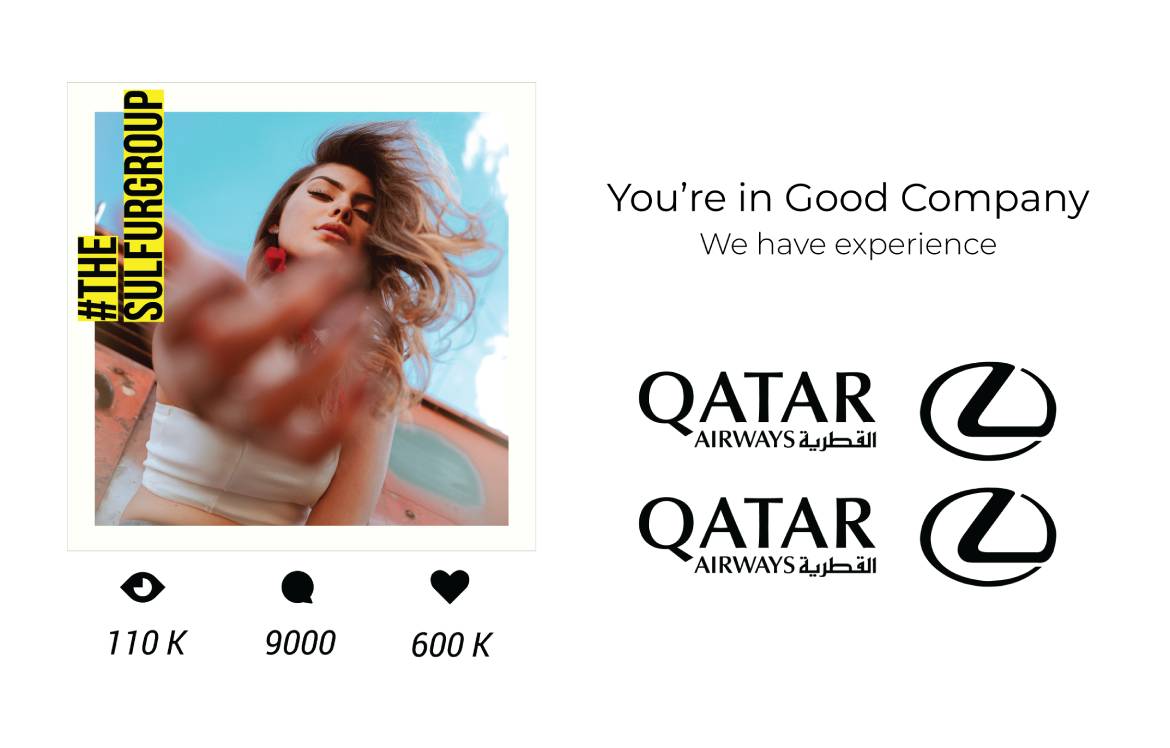 #THE
SULFURGROUP
110 K
9000
600 K
You're in Good Company
We have experience
QATAR
AIRWAYS القطرية
QATAR
AIRWAYS القطرية